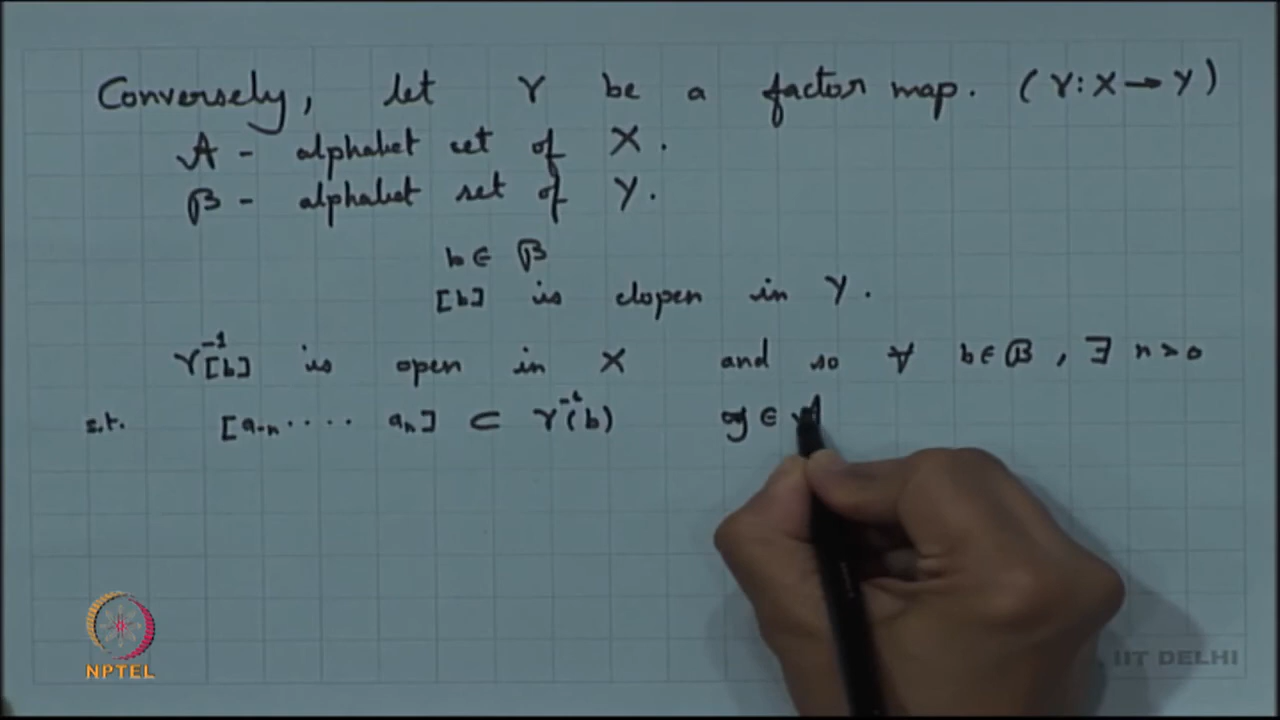 Conversely, let γ be a factor map. (γ: X → Y)
A - alphabet set of X.
B - alphabet set of Y.
b ∈ B
[b] is clopen in Y.
γ⁻¹[b] is open in X and so ∀ b ∈ B, ∃ n > 0
s.t. [a₋ₙ ···· aₙ] ⊂ γ⁻¹(b) aⱼ ∈ A
NPTEL
IIT DELHI